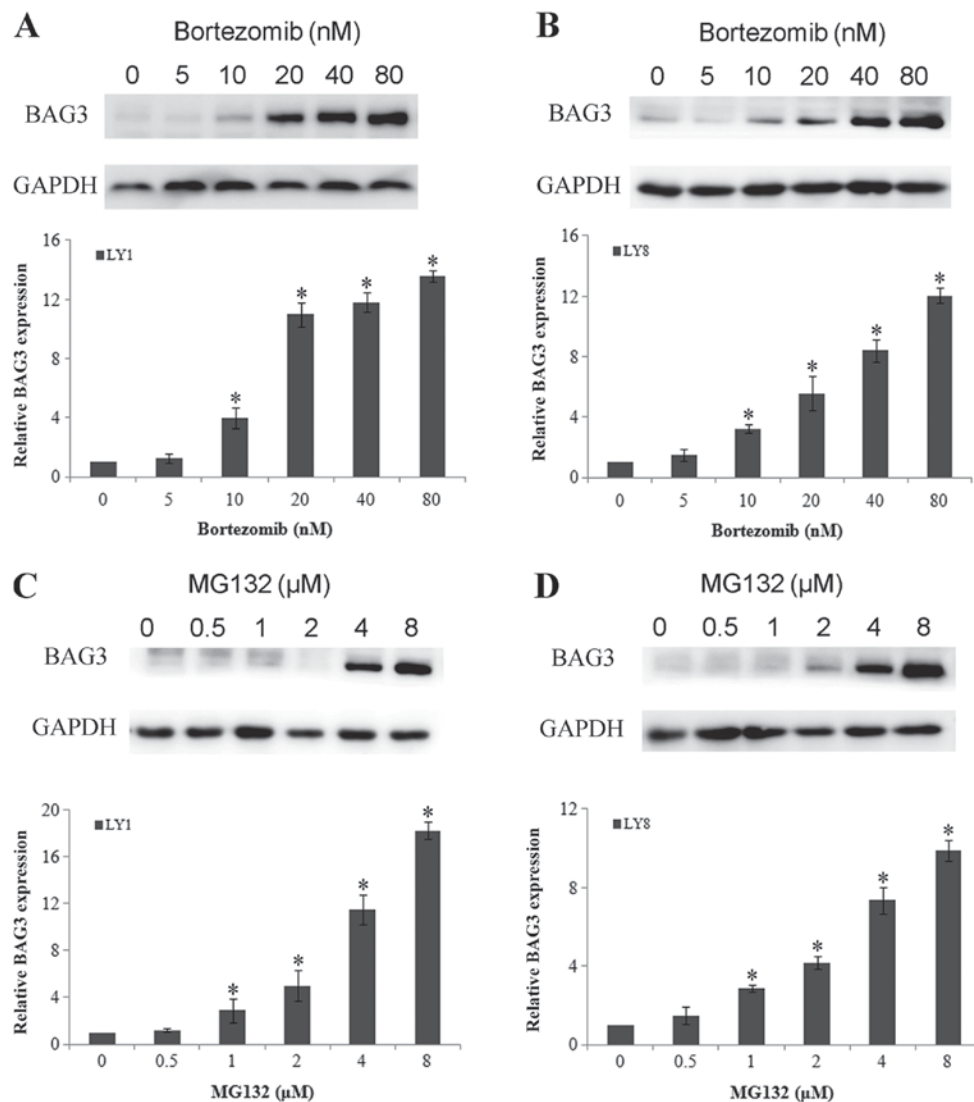 A
Bortezomib (nM)
0 5 10 20 40 80
BAG3
GAPDH
16
12
8
4
0
Relative BAG3 expression
LY1
* * * *
0 5 10 20 40 80
Bortezomib (nM)
B
Bortezomib (nM)
0 5 10 20 40 80
BAG3
GAPDH
16
12
8
4
0
Relative BAG3 expression
LY8
* * * *
0 5 10 20 40 80
Bortezomib (nM)
C
MG132 (µM)
0 0.5 1 2 4 8
BAG3
GAPDH
20
16
12
8
4
0
Relative BAG3 expression
LY1
* * * *
0 0.5 1 2 4 8
MG132 (µM)
D
MG132 (µM)
0 0.5 1 2 4 8
BAG3
GAPDH
12
8
4
0
Relative BAG3 expression
LY8
* * * *
0 0.5 1 2 4 8
MG132 (µM)